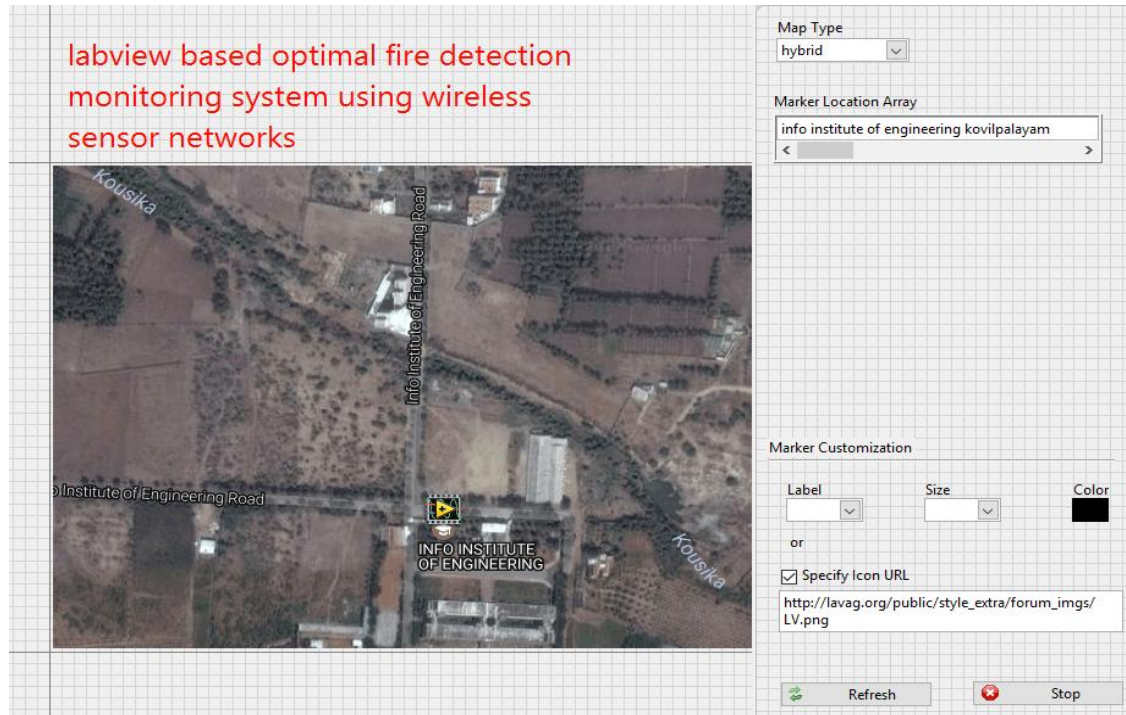 labview based optimal fire detection
monitoring system using wireless
sensor networks
Map Type
hybrid
Marker Location Array
info institute of engineering kovilpalayam
Kousika
Info Institute of Engineering Road
o Institute of Engineering Road
INFO INSTITUTE
OF ENGINEERING
Kousika
Marker Customization
Label Size Color
or
Specify Icon URL
http://lavag.org/public/style_extra/forum_imgs/
LV.png
Refresh Stop